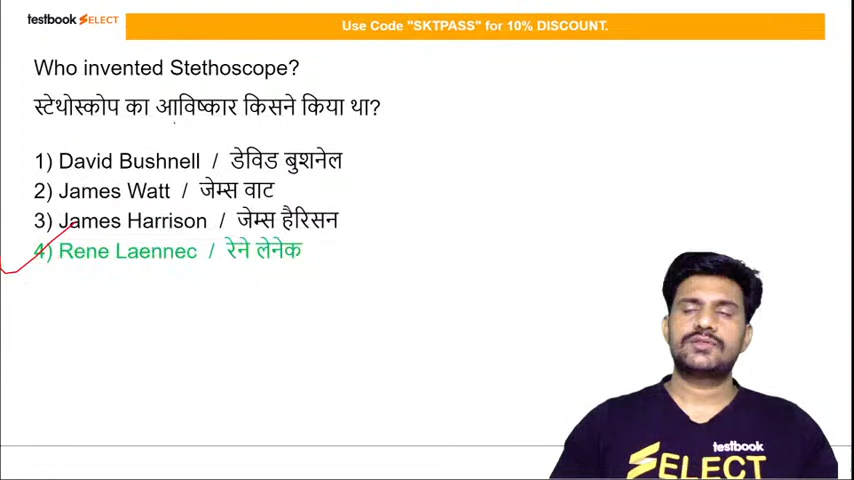 testbook SELECT
Use Code "SKTPASS" for 10% DISCOUNT.
Who invented Stethoscope?
स्टेथोस्कोप का आविष्कार किसने किया था?
1) David Bushnell / डेविड बुशनेल
2) James Watt / जेम्स वाट
3) James Harrison / जेम्स हैरिसन
4) Rene Laennec / रेने लेनेक
testbook
SELECT